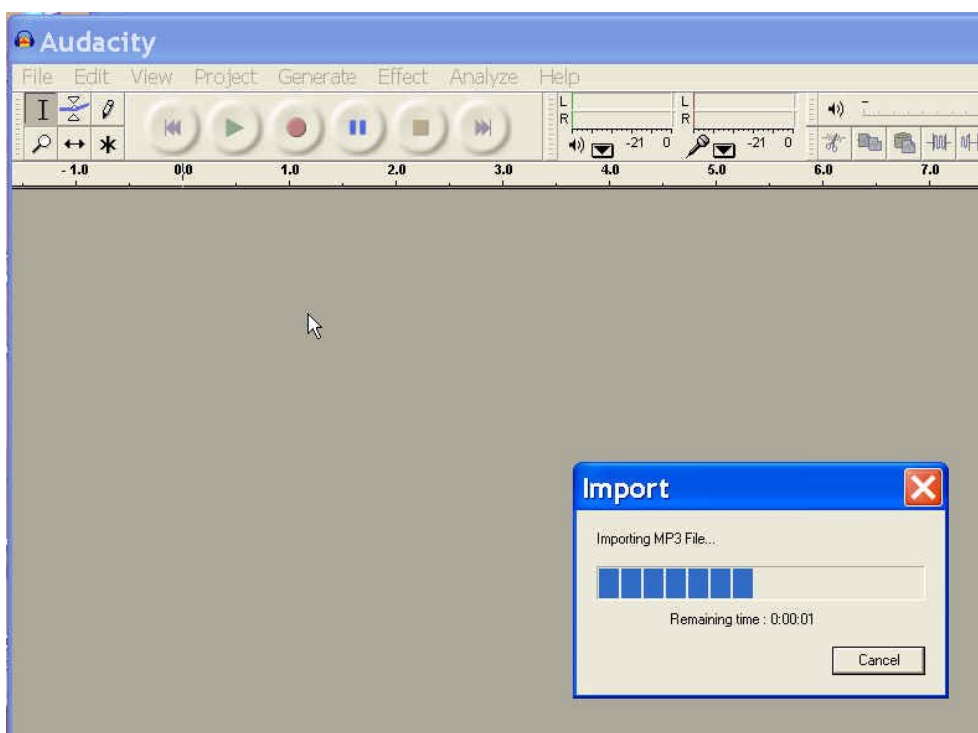 Audacity
File Edit View Project Generate Effect Analyze Help
L
R
-21 0
L
R
-21 0
- 1.0 0,0 1.0 2.0 3.0 4.0 5.0 6.0 7.0
Import
Importing MP3 File...
Remaining time : 0:00:01
Cancel